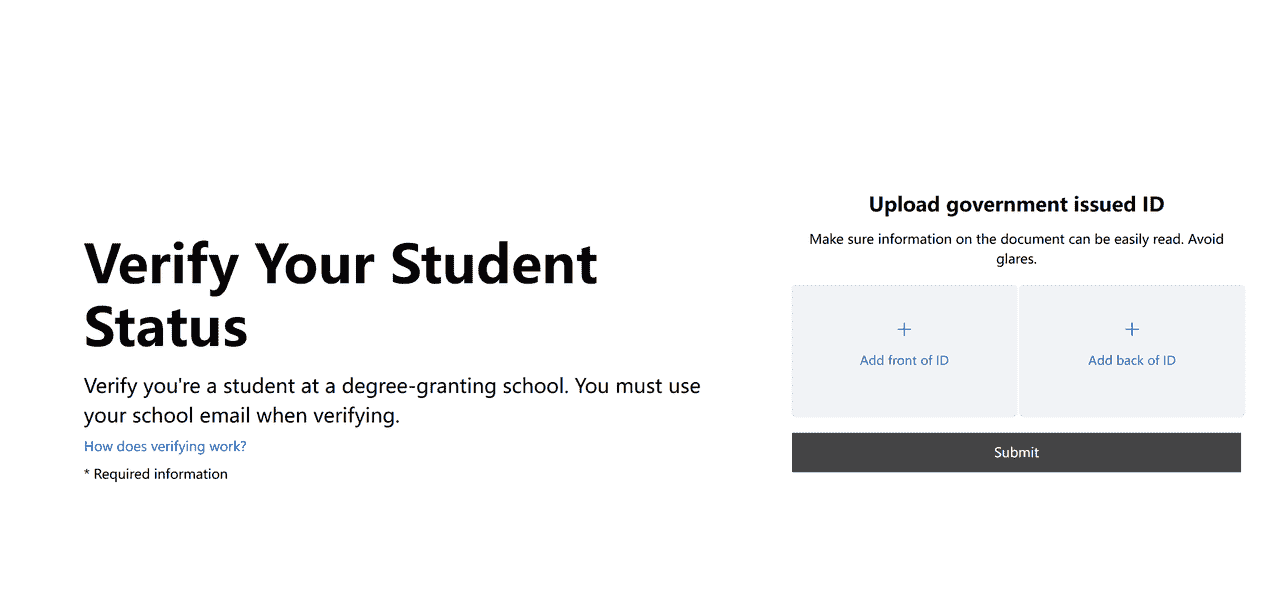 Verify Your Student
Status
Verify you're a student at a degree-granting school. You must use
your school email when verifying.
How does verifying work?
* Required information
Upload government issued ID
Make sure information on the document can be easily read. Avoid
glares.
Add front of ID
Add back of ID
Submit